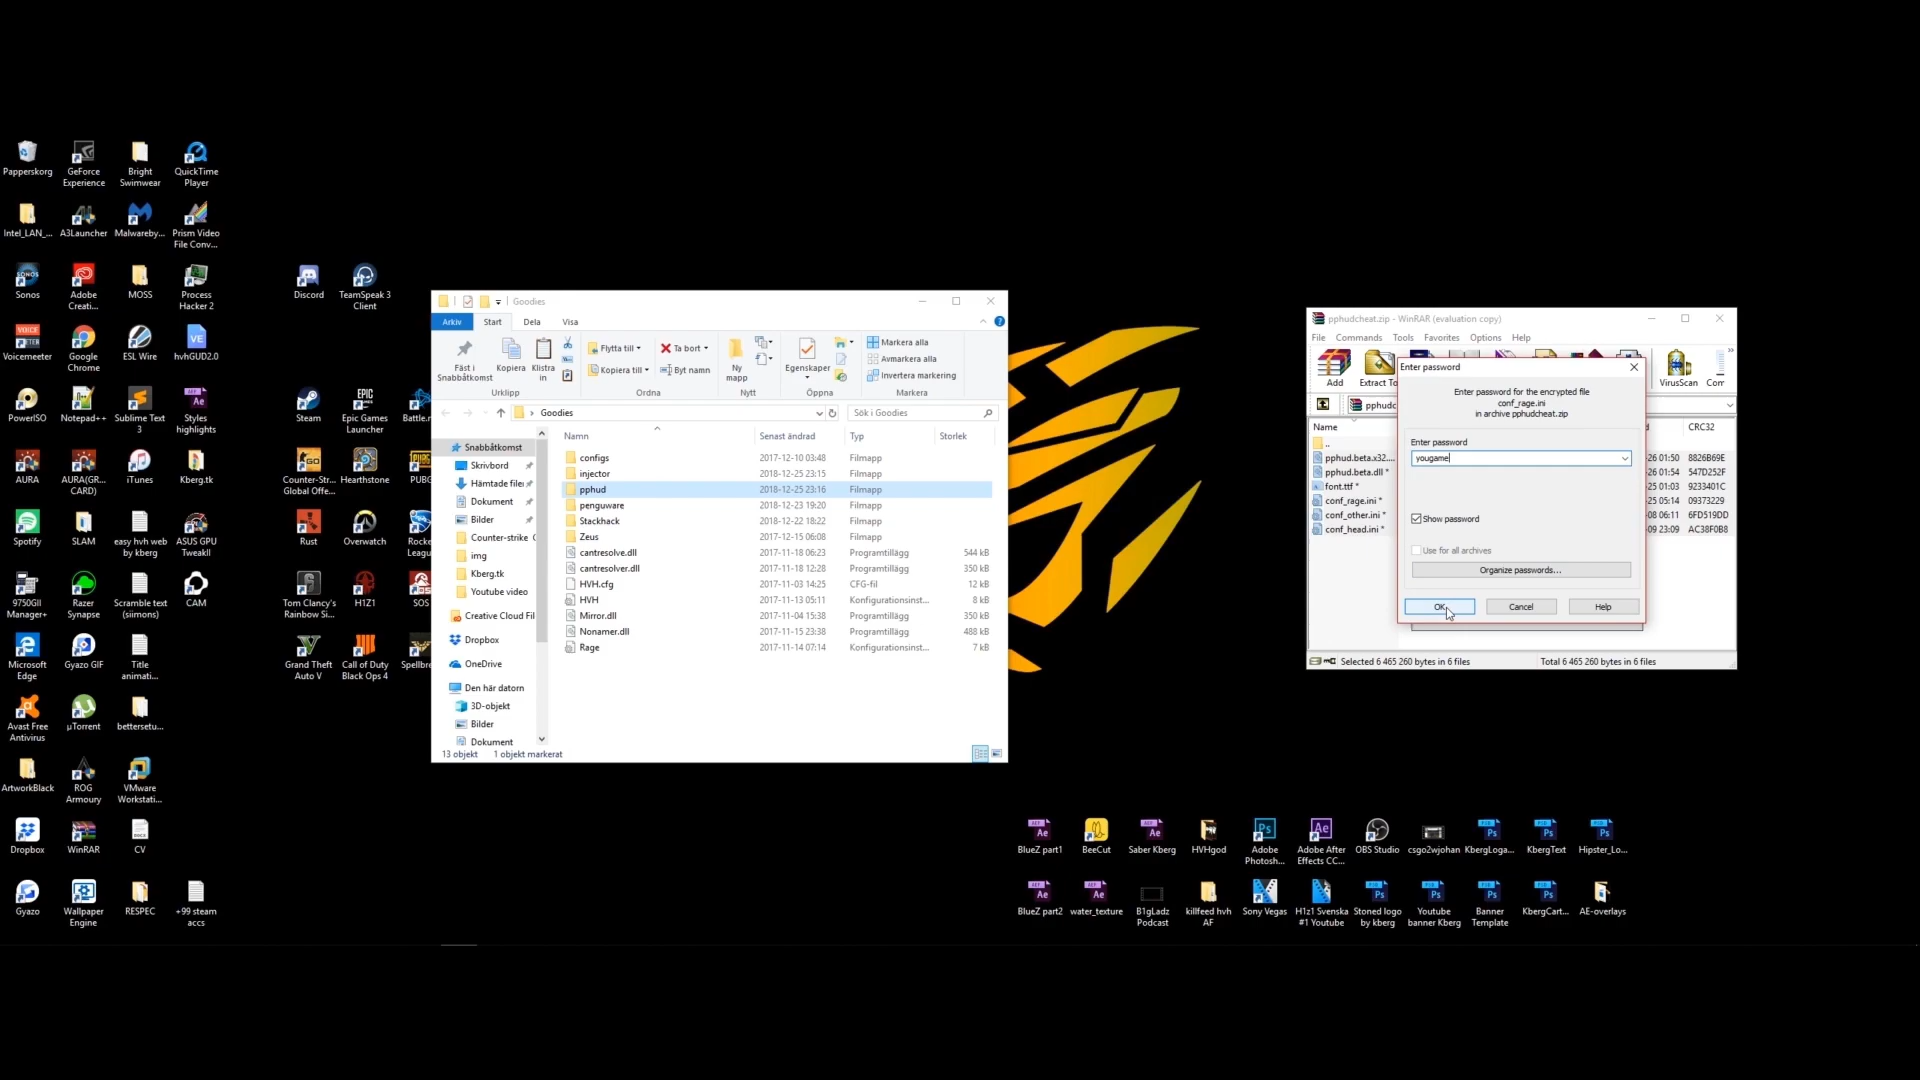 Papperskorg
GeForce
Experience
Bright
Swimwear
QuickTime
Player
Intel_LAN_...
A3Launcher
Malwareby...
Prism Video
File Conv...
Sonos
Adobe
Creati...
MOSS
Process
Hacker 2
Discord
TeamSpeak 3
Client
VOICE
MEETER
Voicemeeter
Google
Chrome
ESL Wire
VE
hvhGUD2.0
PowerISO
Notepad++
Sublime Text
3
Styles
highlights
Steam
Epic Games
Launcher
Battle.n
AURA
AURA(GR...
CARD)
iTunes
Kberg.tk
Counter-Str...
Global Offe...
Hearthstone
PUBG
Spotify
SLAM
easy hvh web
by kberg
ASUS GPU
TweakII
Rust
Overwatch
Rocke
Leagu
9750GII
Manager+
Razer
Synapse
Scramble text
(siimons)
CAM
Tom Clancy's
Rainbow Si...
H1Z1
SOS
Microsoft
Edge
Gyazo GIF
Title
animati...
Grand Theft
Auto V
Call of Duty
Black Ops 4
Spellbre
Avast Free
Antivirus
µTorrent
bettersetu...
ArtworkBlack
ROG
Armoury
VMware
Workstati...
Dropbox
WinRAR
CV
Gyazo
Wallpaper
Engine
RESPEC
+99 steam
accs
Goodies
Arkiv
Start
Dela
Visa
Fäst i
Snabbåtkomst
Kopiera
Klistra
in
Urklipp
Flytta till
Kopiera till
Ta bort
Byt namn
Ordna
Ny
mapp
Nytt
Egenskaper
Öppna
Markera alla
Avmarkera alla
Invertera markering
Markera
Goodies
Sök i Goodies
Snabbåtkomst
Skrivbord
Hämtade filer
Dokument
Bilder
Counter-strike
img
Kberg.tk
Youtube video
Creative Cloud Fil
Dropbox
OneDrive
Den här datorn
3D-objekt
Bilder
Dokument
Namn Senast ändrad Typ Storlek
configs 2017-12-10 03:48 Filmapp
injector 2018-12-25 23:15 Filmapp
pphud 2018-12-25 23:16 Filmapp
penguware 2018-12-23 19:20 Filmapp
Stackhack 2018-12-22 18:22 Filmapp
Zeus 2017-12-15 06:08 Filmapp
cantresolve.dll 2017-11-18 06:23 Programtillägg 544 kB
cantresolver.dll 2017-11-18 12:28 Programtillägg 350 kB
HVH.cfg 2017-11-03 14:25 CFG-fil 12 kB
HVH 2017-11-13 05:11 Konfigurationsinst... 8 kB
Mirror.dll 2017-11-04 15:38 Programtillägg 350 kB
Nonamer.dll 2017-11-15 23:38 Programtillägg 488 kB
Rage 2017-11-14 07:14 Konfigurationsinst... 7 kB
13 objekt 1 objekt markerat
pphudcheat.zip - WinRAR (evaluation copy)
File Commands Tools Favorites Options Help
Add
Extract To
VirusScan
Com
pphudc
Name
CRC32
..
pphud.beta.x32.... -26 01:50 8826B69E
pphud.beta.dll * -26 01:54 547D252F
font.ttf * -25 01:03 9233401C
conf_rage.ini * -25 05:14 09373229
conf_other.ini * -08 06:11 6FD519DD
conf_head.ini * -9 23:09 AC38F0B8
Selected 6 465 260 bytes in 6 files
Total 6 465 260 bytes in 6 files
Enter password
Enter password for the encrypted file
conf_rage.ini
in archive pphudcheat.zip
Enter password
yougame
Show password
Use for all archives
Organize passwords...
OK
Cancel
Help
BlueZ part1
BeeCut
Saber Kberg
HVHgod
Adobe
Photosh...
Adobe After
Effects CC...
OBS Studio
csgo2wjohan
KbergLoga...
KbergText
Hipster_Lo...
BlueZ part2
water_texture
B1gLadz
Podcast
killfeed hvh
AF
Sony Vegas
H1z1 Svenska
#1 Youtube
Stoned logo
by kberg
Youtube
banner Kberg
Banner
Template
KbergCart...
AE-overlays